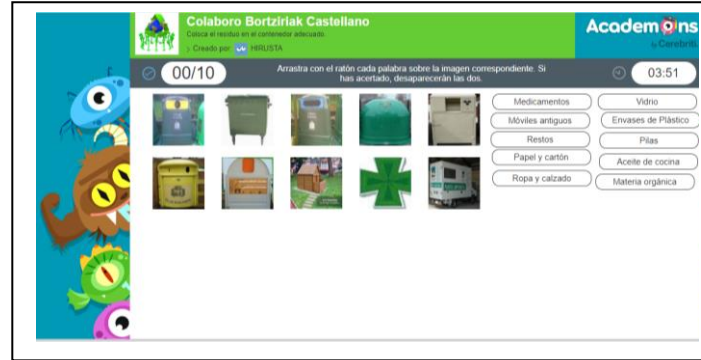 Colaboro Bortziriak Castellano
Coloca el residuo en el contenedor adecuado.
> Creado por: HIRUSTA
Academons
by Cerebriti
00/10
Arrastra con el ratón cada palabra sobre la imagen correspondiente. Si
has acertado, desaparecerán las dos.
03:51
Medicamentos
Vidrio
Móviles antiguos
Envases de Plástico
Restos
Pilas
Papel y cartón
Aceite de cocina
Ropa y calzado
Materia orgánica